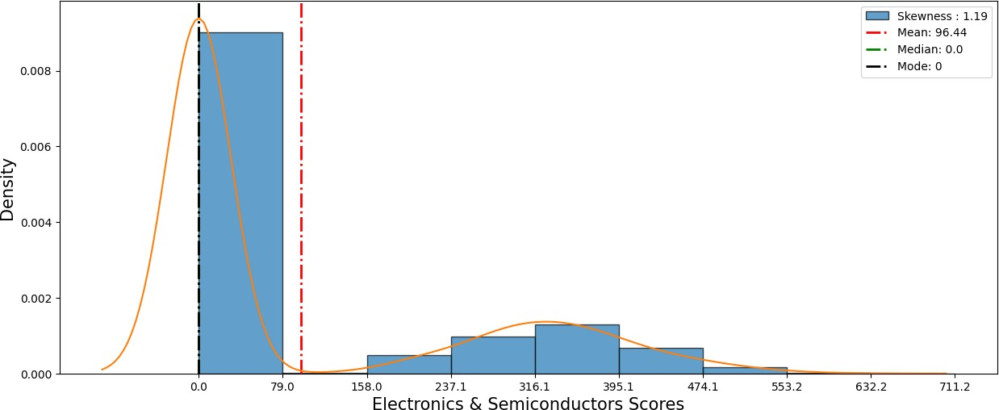 Skewness : 1.19
Mean: 96.44
Median: 0.0
Mode: 0
Density
0.008
0.006
0.004
0.002
0.000
0.0 79.0 158.0 237.1 316.1 395.1 474.1 553.2 632.2 711.2
Electronics & Semiconductors Scores